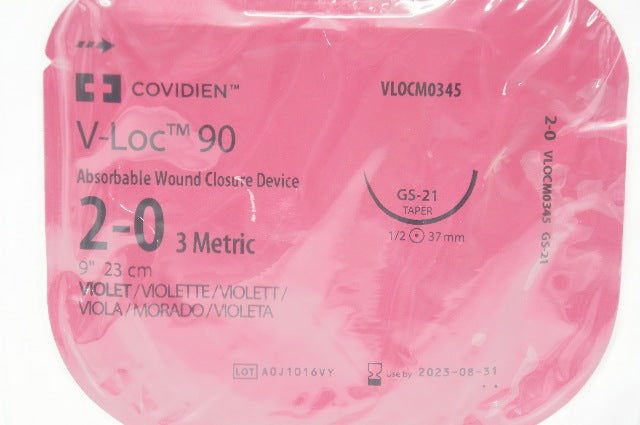 COVIDIEN™
VLOCM0345
V-Loc™ 90
Absorbable Wound Closure Device
2-0 3 Metric
9" 23 cm
VIOLET/VIOLETTE/VIOLETT/
VIOLA/MORADO/VIOLETA
GS-21
TAPER
1/2 37mm
2-0 VLOCM0345 GS-21
LOT A0J1016VY
use by 2023-08-31